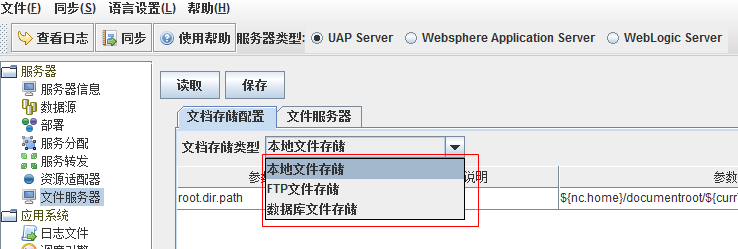 文件(F) 同步(S) 语言设置(L) 帮助(H)
查看日志 同步 使用帮助 服务器类型: UAP Server Websphere Application Server WebLogic Server
服务器
服务器信息
数据源
部署
服务分配
服务转发
资源适配器
文件服务器
应用系统
日志文件
读取 保存
文档存储配置 文件服务器
文档存储类型 本地文件存储
本地文件存储
FTP文件存储
数据库文件存储
说明 参数
root.dir.path ${nc.home}/documentroot/${curr